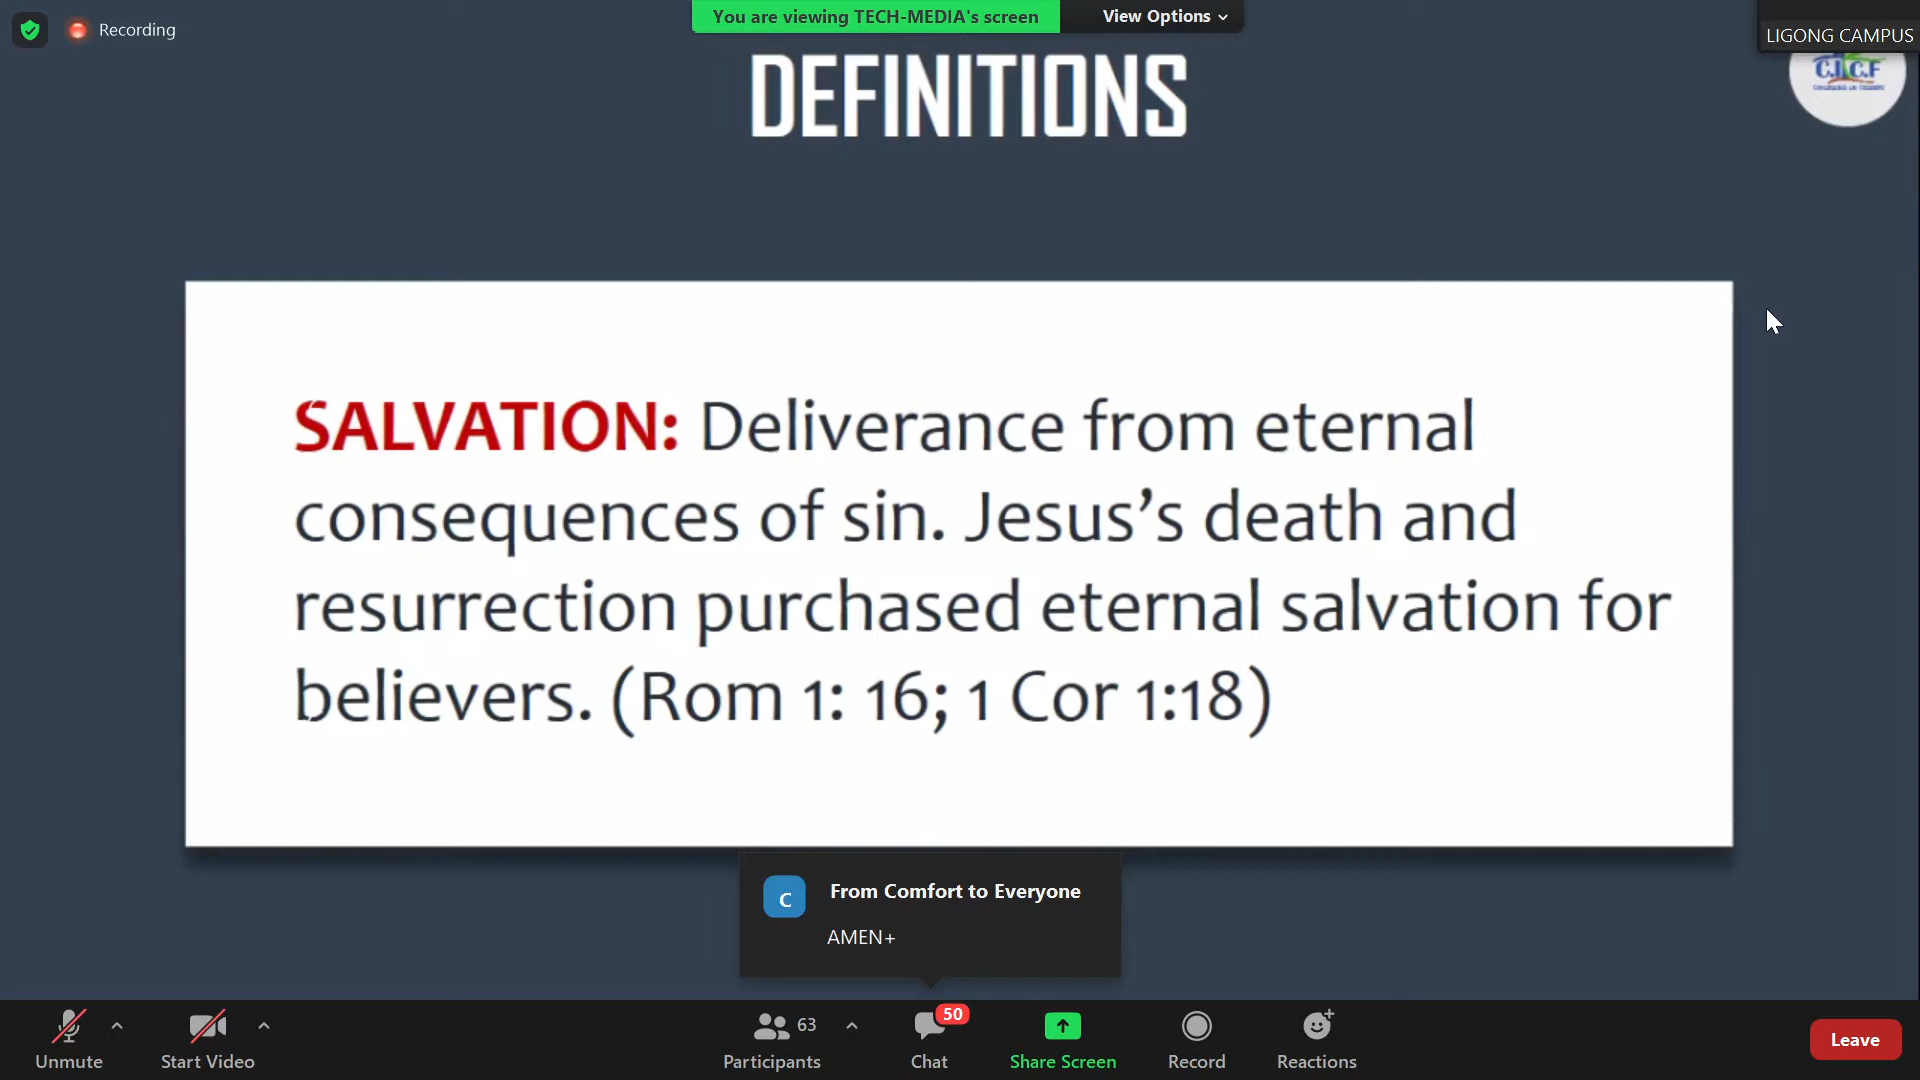 Recording
You are viewing TECH-MEDIA's screen
View Options
LIGONG CAMPUS
DEFINITIONS
SALVATION: Deliverance from eternal
consequences of sin. Jesus’s death and
resurrection purchased eternal salvation for
believers. (Rom 1: 16; 1 Cor 1:18)
C
From Comfort to Everyone
AMEN+
63
50
Unmute
Start Video
Participants
Chat
Share Screen
Record
Reactions
Leave